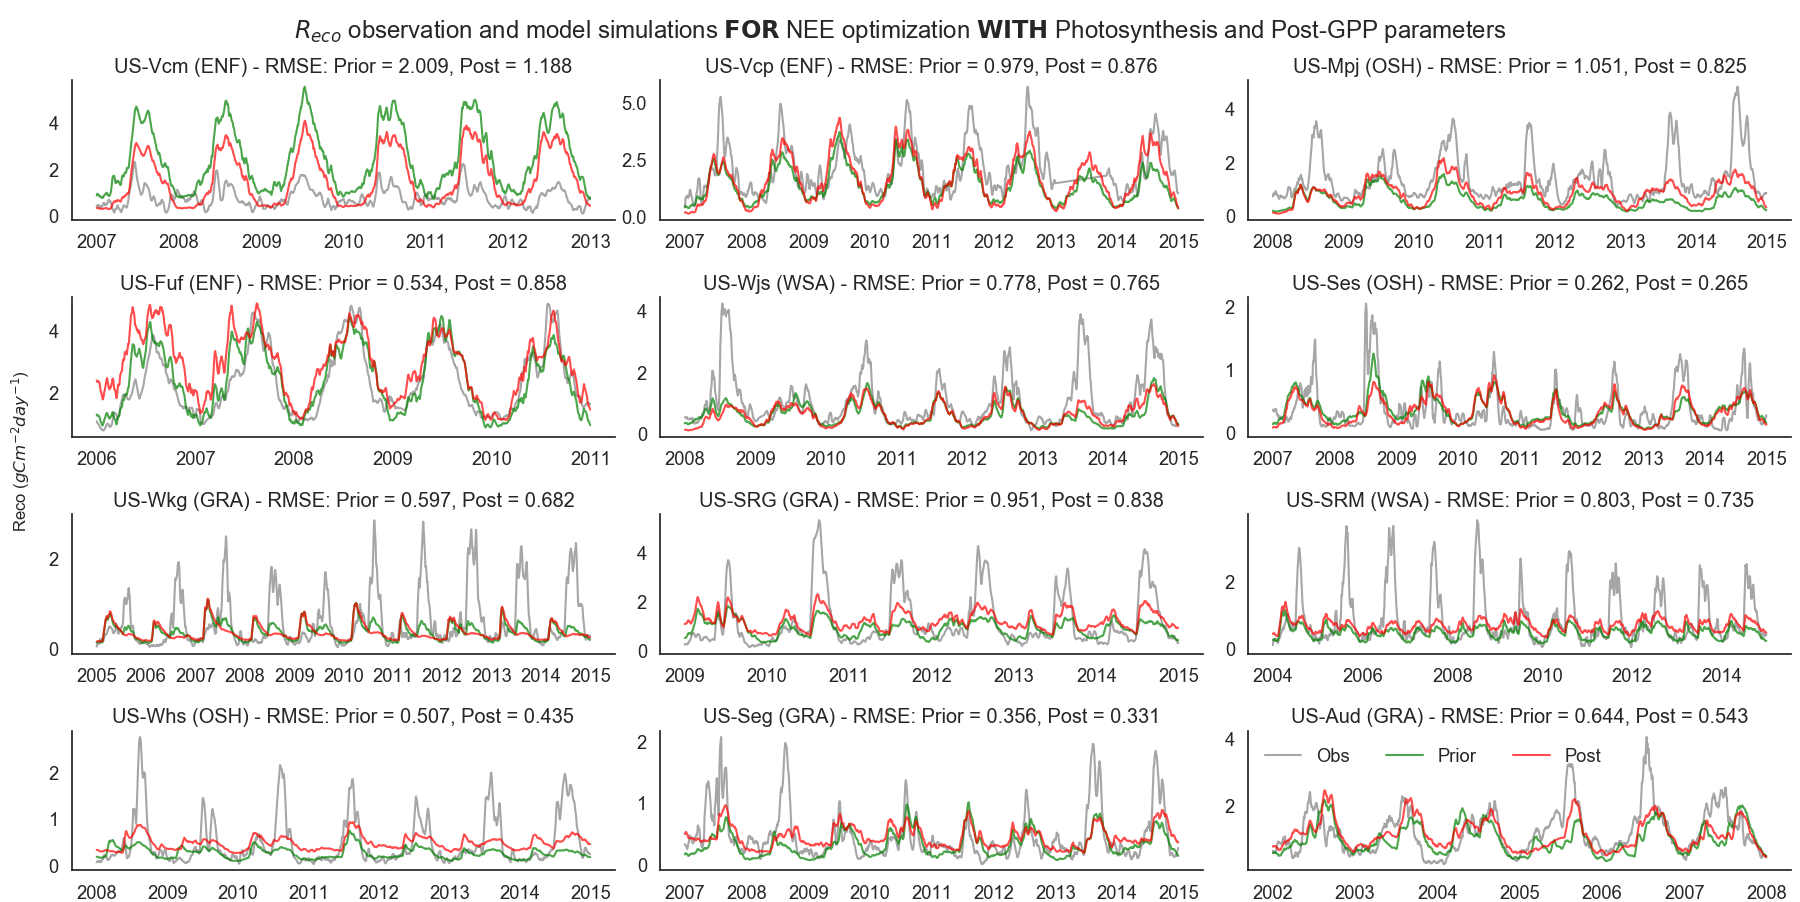 R_eco observation and model simulations FOR NEE optimization WITH Photosynthesis and Post-GPP parameters
US-Vcm (ENF) - RMSE: Prior = 2.009, Post = 1.188
4
2
0
2007 2008 2009 2010 2011 2012 2013
US-Vcp (ENF) - RMSE: Prior = 0.979, Post = 0.876
5.0
2.5
0.0
2007 2008 2009 2010 2011 2012 2013 2014 2015
US-Mpj (OSH) - RMSE: Prior = 1.051, Post = 0.825
4
2
0
2008 2009 2010 2011 2012 2013 2014 2015
Reco (gCm⁻²day⁻¹)
US-Fuf (ENF) - RMSE: Prior = 0.534, Post = 0.858
4
2
2006 2007 2008 2009 2010 2011
US-Wjs (WSA) - RMSE: Prior = 0.778, Post = 0.765
4
2
0
2008 2009 2010 2011 2012 2013 2014 2015
US-Ses (OSH) - RMSE: Prior = 0.262, Post = 0.265
2
1
0
2007 2008 2009 2010 2011 2012 2013 2014 2015
US-Wkg (GRA) - RMSE: Prior = 0.597, Post = 0.682
2
0
2005 2006 2007 2008 2009 2010 2011 2012 2013 2014 2015
US-SRG (GRA) - RMSE: Prior = 0.951, Post = 0.838
4
2
0
2009 2010 2011 2012 2013 2014 2015
US-SRM (WSA) - RMSE: Prior = 0.803, Post = 0.735
2
0
2004 2006 2008 2010 2012 2014
US-Whs (OSH) - RMSE: Prior = 0.507, Post = 0.435
2
1
0
2008 2009 2010 2011 2012 2013 2014 2015
US-Seg (GRA) - RMSE: Prior = 0.356, Post = 0.331
2
1
0
2007 2008 2009 2010 2011 2012 2013 2014 2015
US-Aud (GRA) - RMSE: Prior = 0.644, Post = 0.543
Obs Prior Post
4
2
2002 2003 2004 2005 2006 2007 2008